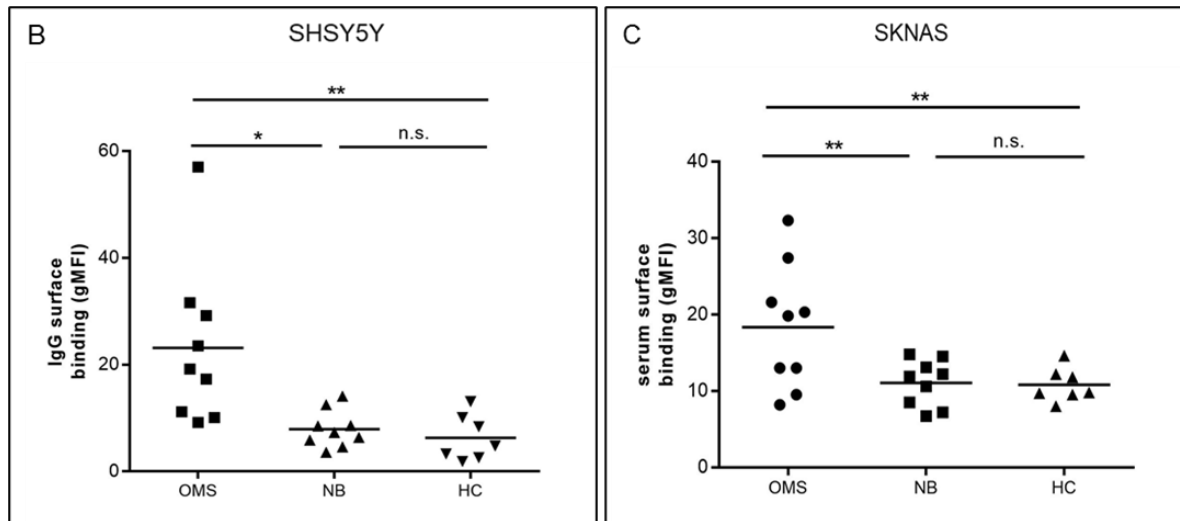 B
SHSY5Y
**
*
n.s.
60
40
20
0
IgG surface
binding (gMFI)
OMS
NB
HC
C
SKNAS
**
**
n.s.
40
30
20
10
0
serum surface
binding (gMFI)
OMS
NB
HC